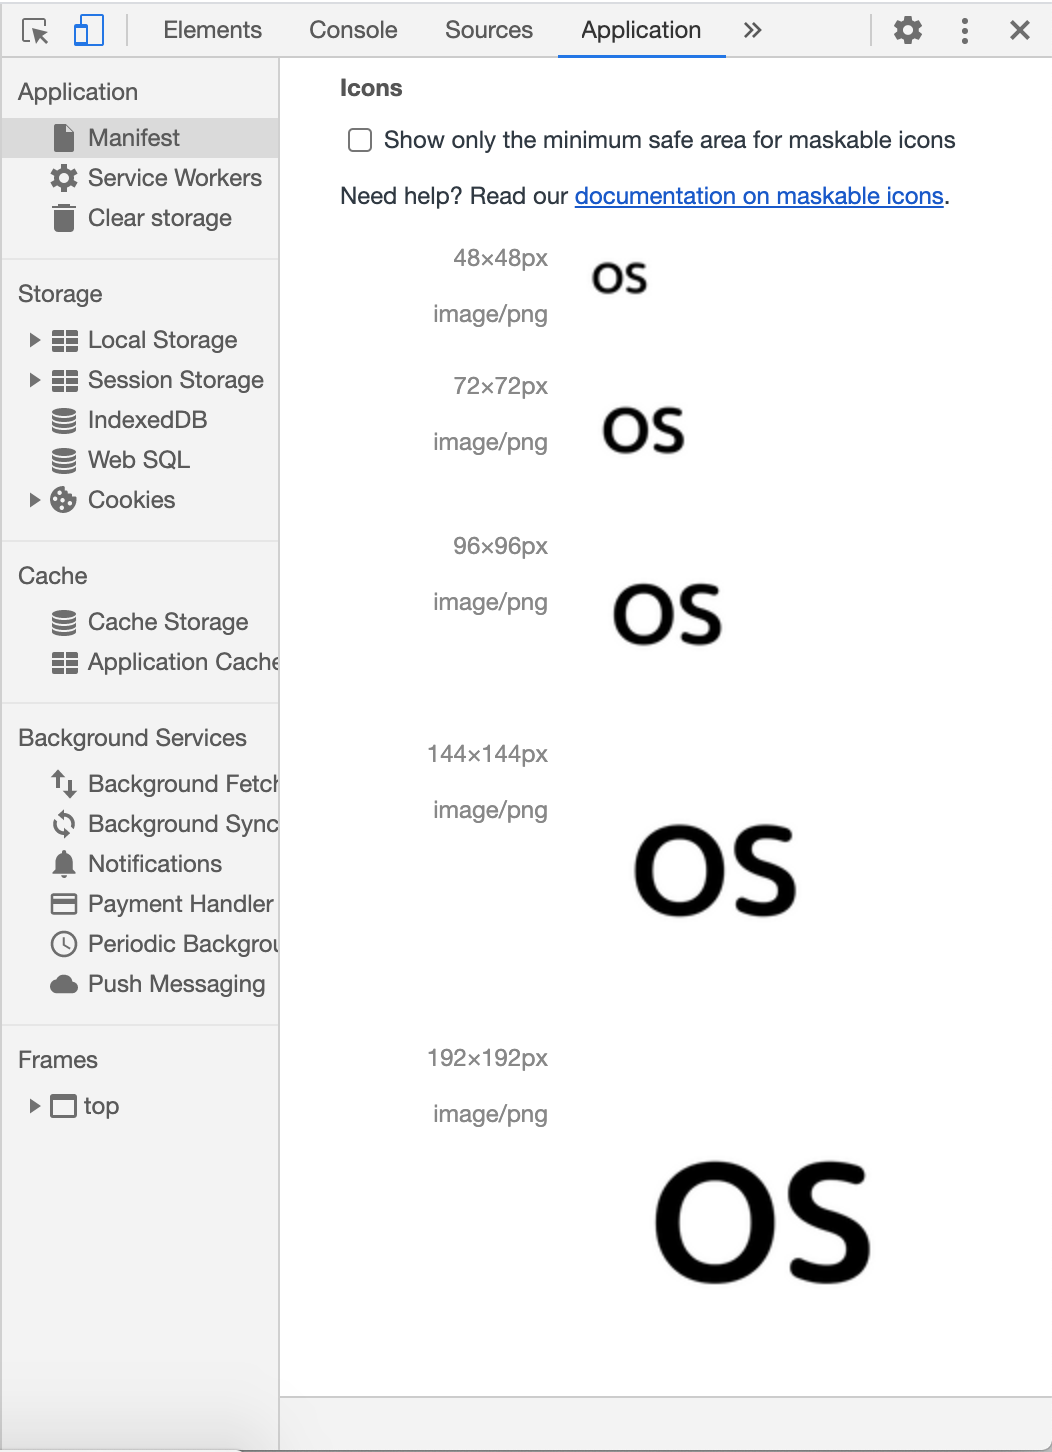 Elements Console Sources Application
Application
Manifest
Service Workers
Clear storage
Storage
Local Storage
Session Storage
IndexedDB
Web SQL
Cookies
Cache
Cache Storage
Application Cache
Background Services
Background Fetch
Background Sync
Notifications
Payment Handler
Periodic Backgrou
Push Messaging
Frames
top
Icons
Show only the minimum safe area for maskable icons
Need help? Read our documentation on maskable icons.
48×48px
image/png
OS
72×72px
image/png
OS
96×96px
image/png
OS
144×144px
image/png
OS
192×192px
image/png
OS